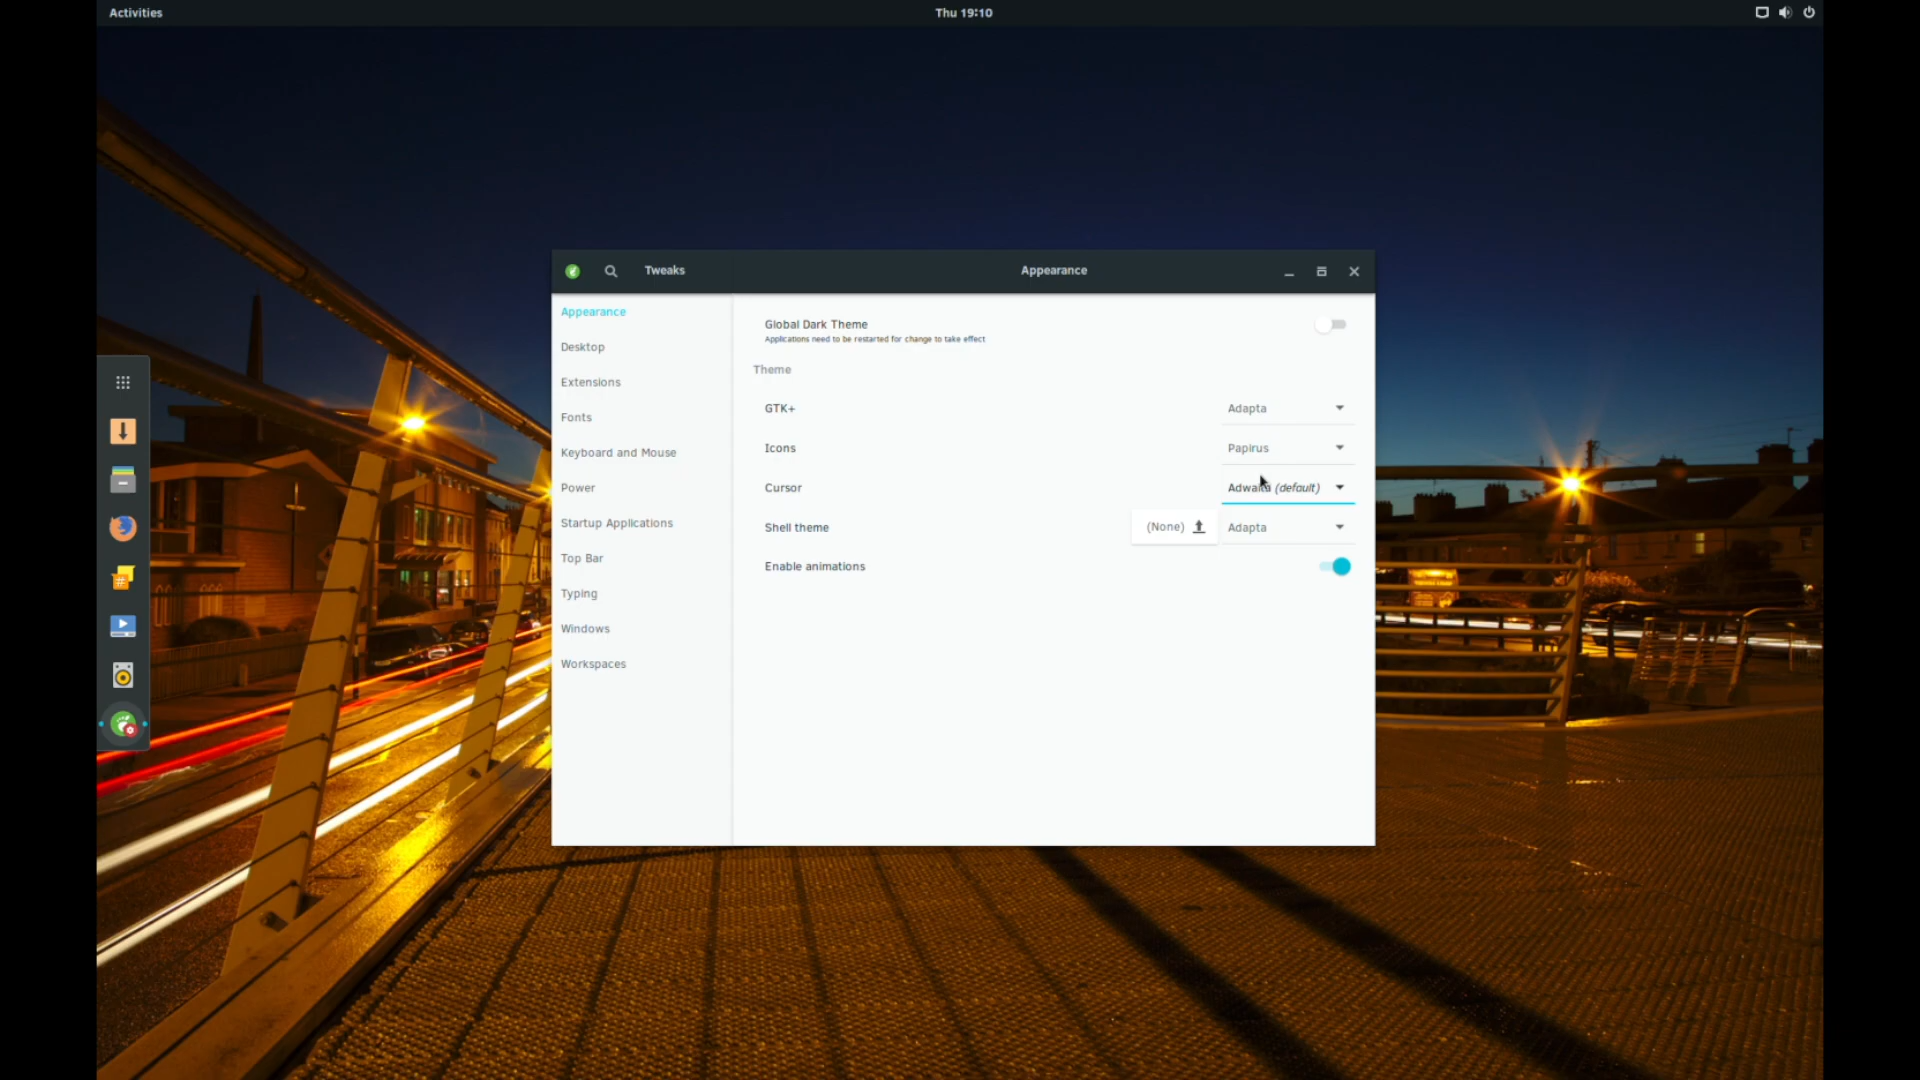 Activities
Thu 19:10
Tweaks
Appearance
Appearance
Desktop
Extensions
Fonts
Keyboard and Mouse
Power
Startup Applications
Top Bar
Typing
Windows
Workspaces
Global Dark Theme
Applications need to be restarted for change to take effect
Theme
GTK+ Adapta
Icons Papirus
Cursor Adwaita (default)
Shell theme (None) Adapta
Enable animations